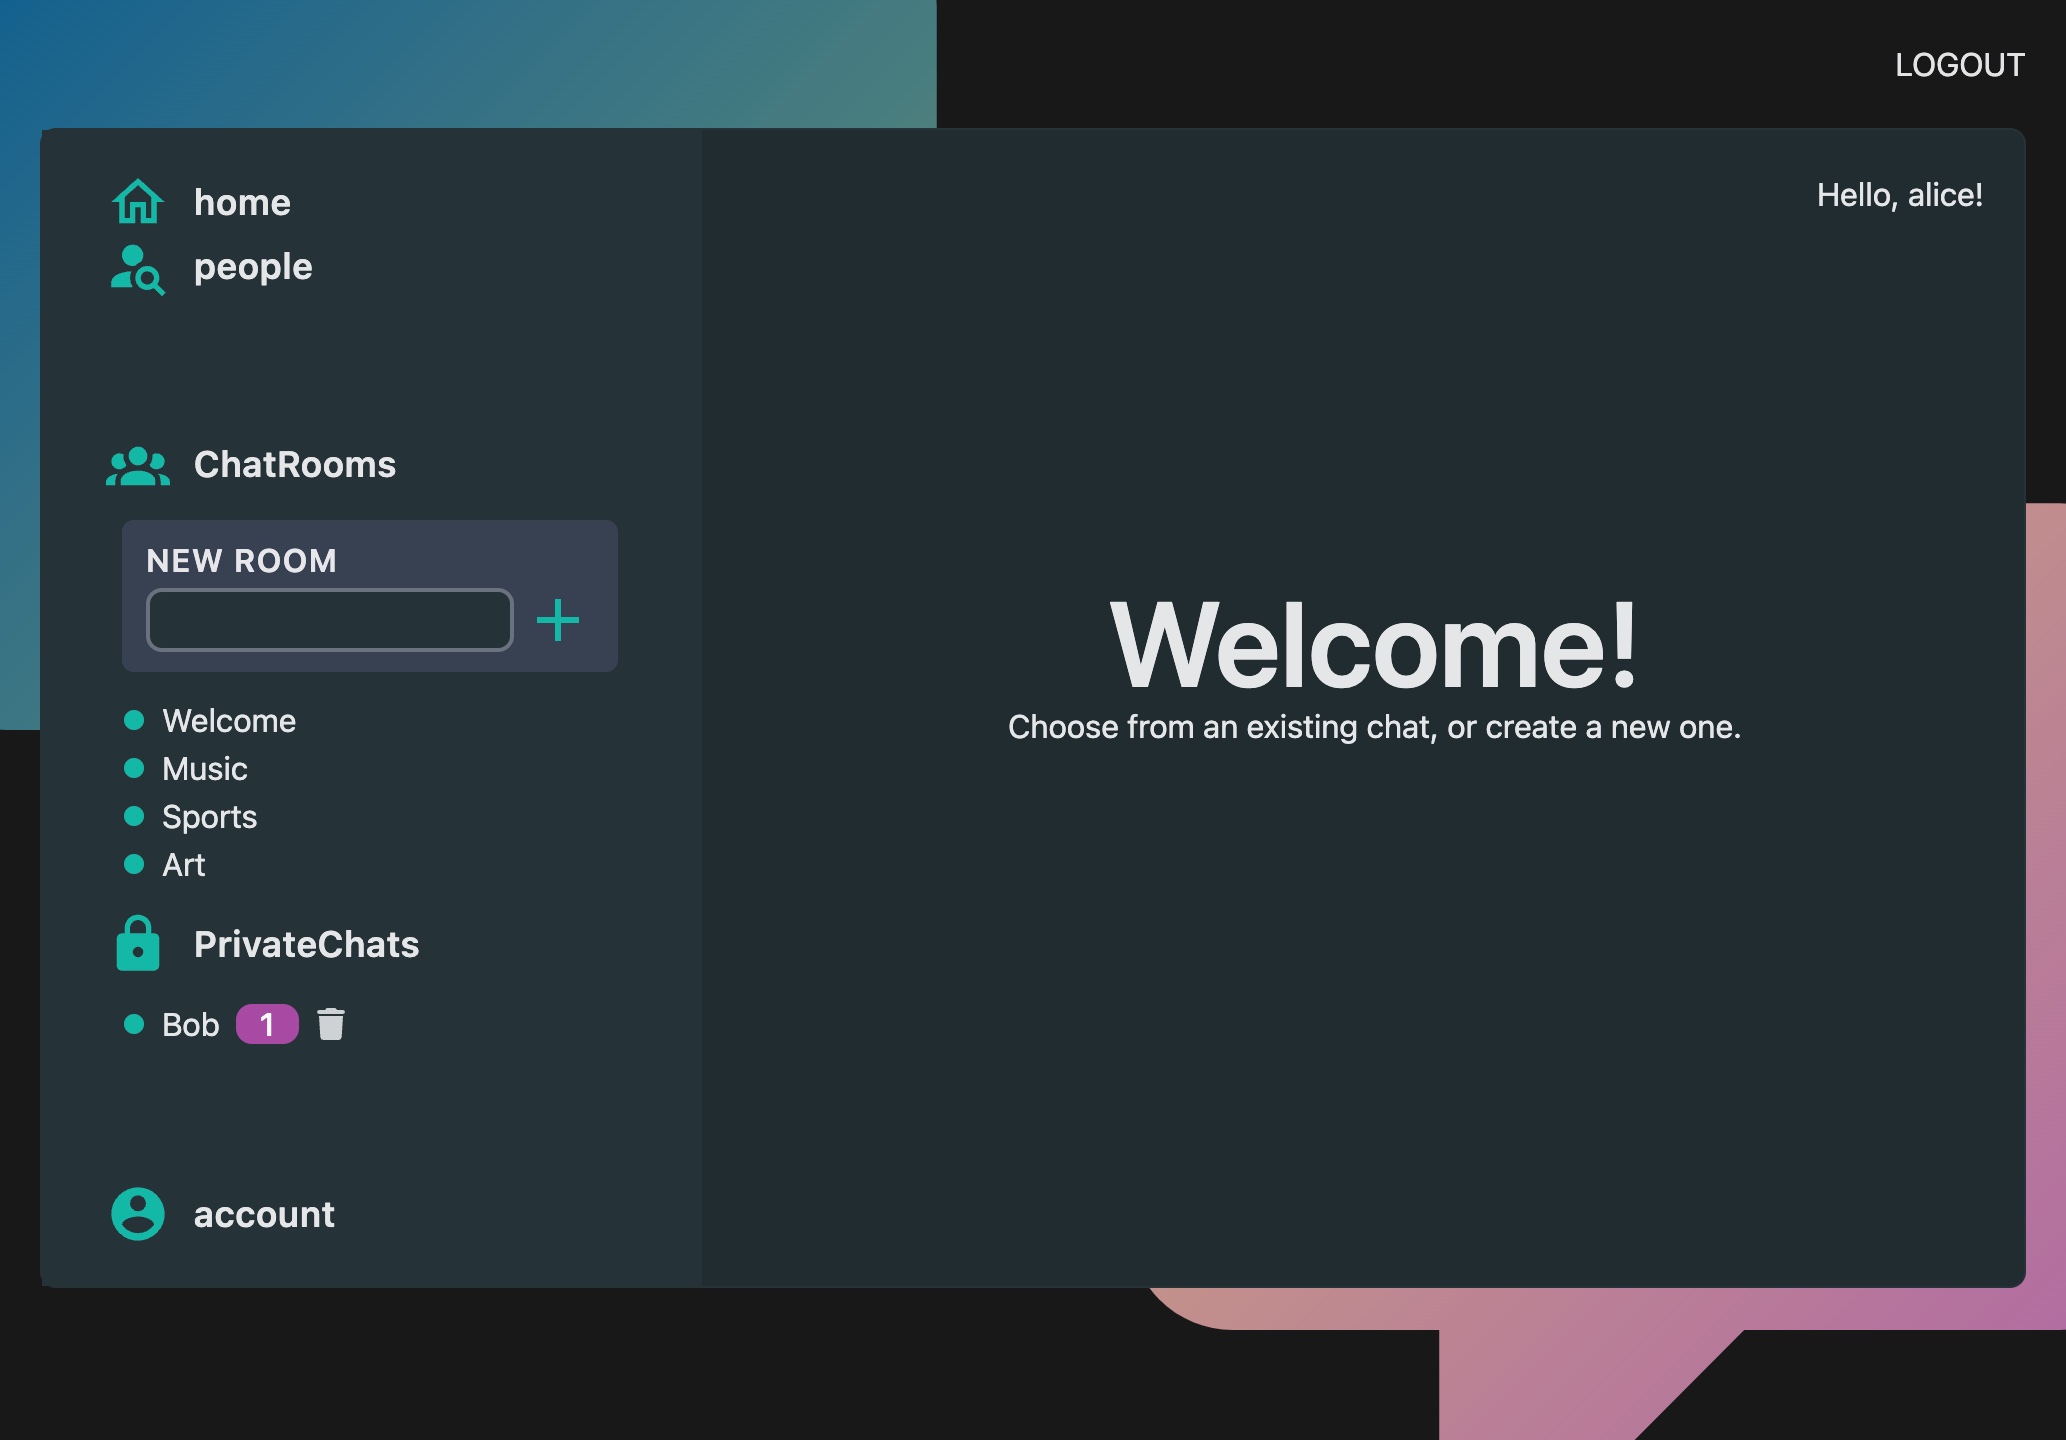 LOGOUT
home
people
Hello, alice!
ChatRooms
NEW ROOM
Welcome
Music
Sports
Art
PrivateChats
Bob 1
account
Welcome!
Choose from an existing chat, or create a new one.